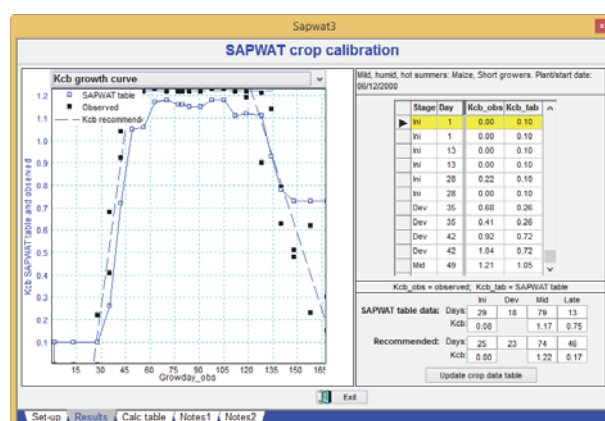 Sapwat3
x
SAPWAT crop calibration
Kcb growth curve
SAPWAT table
Observed
Kcb recommend
Kcb SAPWAT table and observed
1.2
1.1
1.0
0.9
0.8
0.7
0.6
0.5
0.4
0.3
0.2
0.1
15 30 45 60 75 90 105 120 135 150 165
Growday_obs
Mild, humid, hot summers: Maize, Short growers. Plant/start date:
06/12/2000
Stage Day Kcb_obs Kcb_tab
Ini 1 0.00 0.10
Ini 1 0.00 0.10
Ini 13 0.00 0.10
Ini 13 0.00 0.10
Ini 28 0.22 0.10
Ini 28 0.00 0.10
Dev 35 0.68 0.26
Dev 35 0.41 0.26
Dev 42 0.92 0.72
Dev 42 1.04 0.72
Mid 49 1.21 1.05
Kcb_obs = observed; Kcb_tab = SAPWAT table
Ini Dev Mid Late
SAPWAT table data: Days: 29 18 79 13
Kcb: 0.08 1.17 0.75
Recommended: Days: 25 23 74 46
Kcb: 0.00 1.22 0.17
Update crop data table
Exit
Set-up Results Calc table Notes1 Notes2